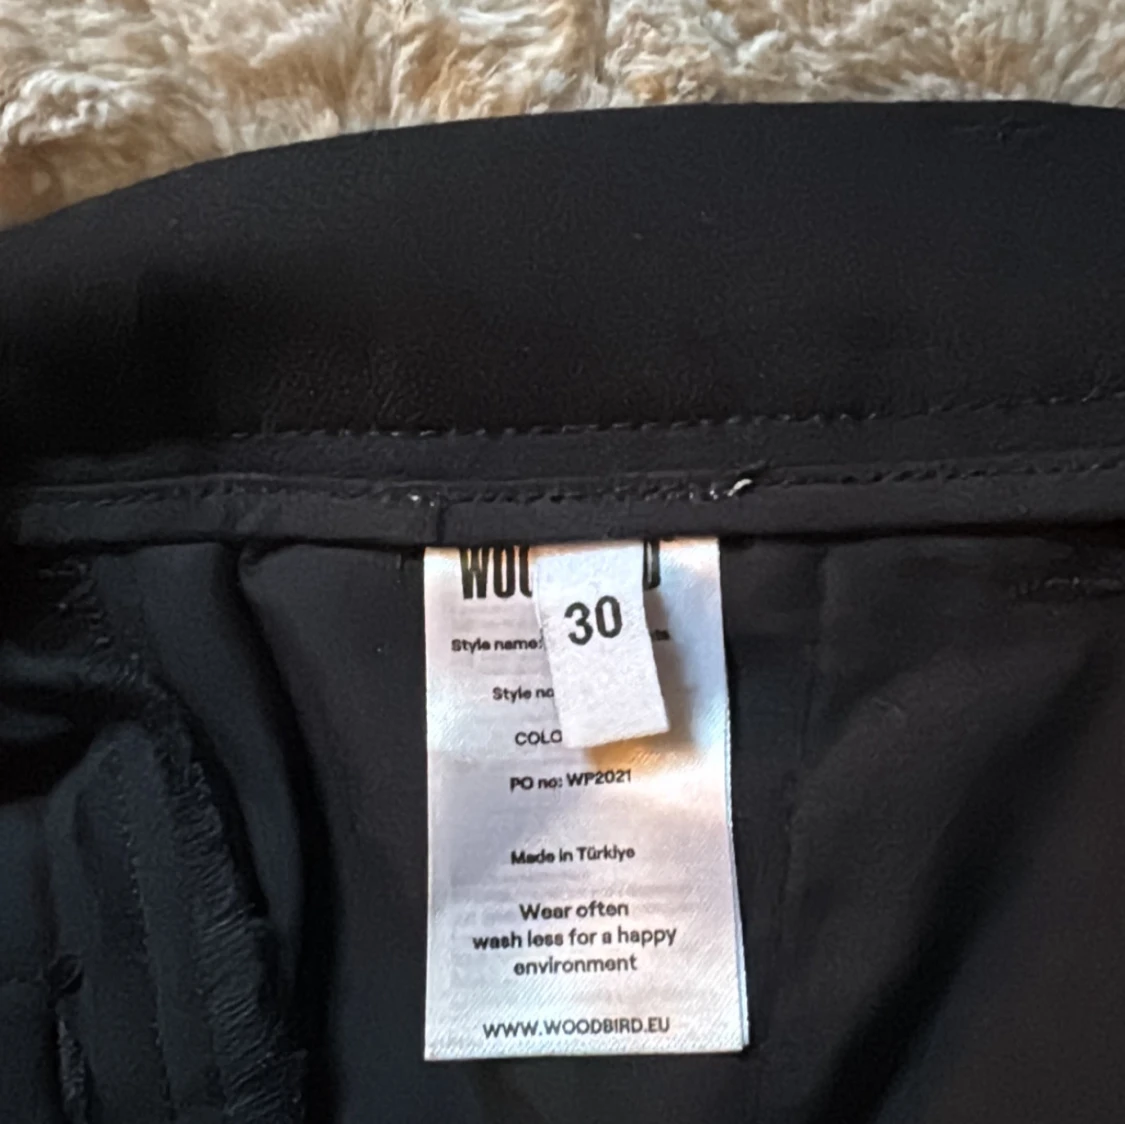 30
Style name:
Style no
PO no: WP2021
Made in Türkiye
Wear often
wash less for a happy
environment
WWW.WOODBIRD.EU